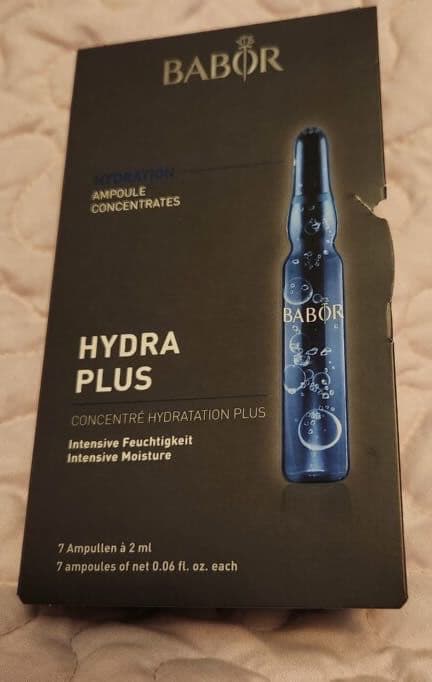 BABOR
HYDRATION
AMPOULE
CONCENTRATES
BABOR
HYDRA
PLUS
CONCENTRÉ HYDRATATION PLUS
Intensive Feuchtigkeit
Intensive Moisture
7 Ampullen à 2 ml
7 ampoules of net 0.06 fl. oz. each